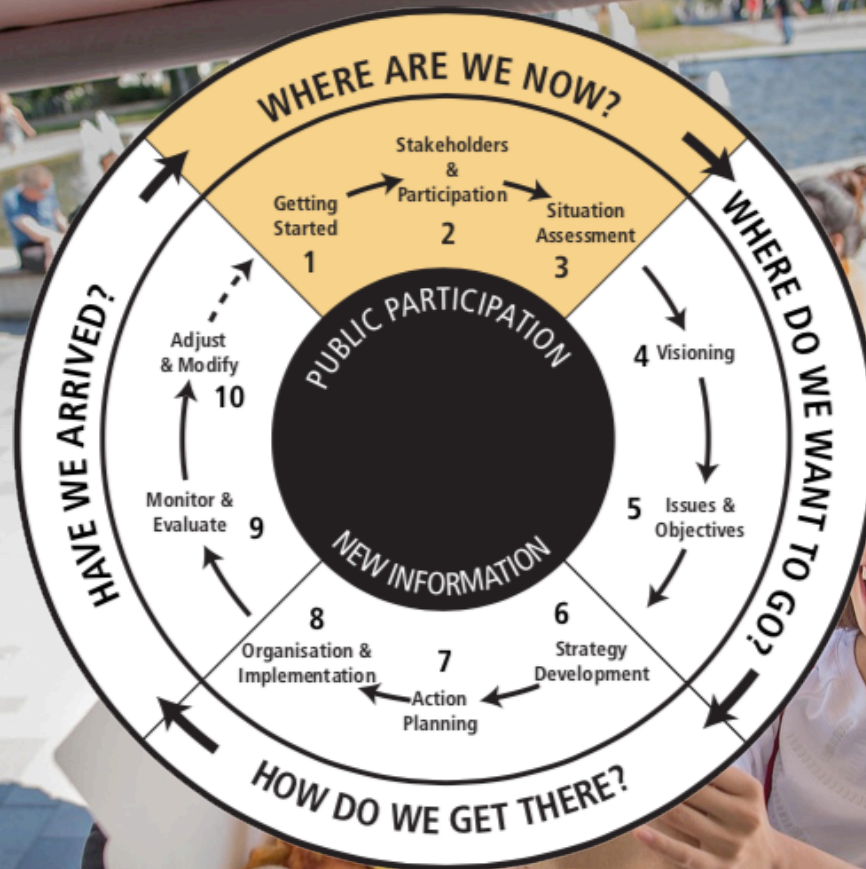 WHERE ARE WE NOW?
Getting
Started
1
Stakeholders
&
Participation
2
Situation
Assessment
3
WHERE DO WE WANT TO GO?
4 Visioning
5 Issues &
Objectives
HOW DO WE GET THERE?
6
Strategy
Development
7
Action
Planning
8
Organisation &
Implementation
HAVE WE ARRIVED?
Monitor &
Evaluate 9
Adjust
& Modify
10
PUBLIC PARTICIPATION
NEW INFORMATION